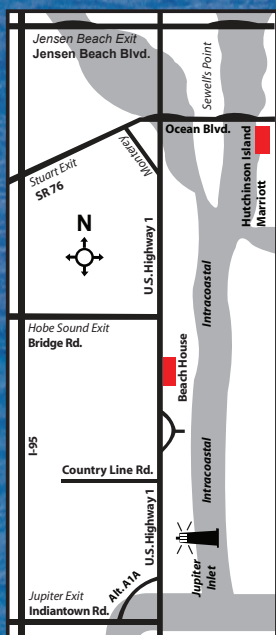 Jensen Beach Exit
Jensen Beach Blvd.
Sewell's Point
Ocean Blvd.
Monterey
Stuart Exit
SR 76
Hutchinson Island
Marriott
N
U.S. Highway 1
Intracoastal
Hobe Sound Exit
Bridge Rd.
Beach House
I-95
Country Line Rd.
Intracoastal
U.S. Highway 1
Alt. A1A
Jupiter
Inlet
Jupiter Exit
Indiantown Rd.